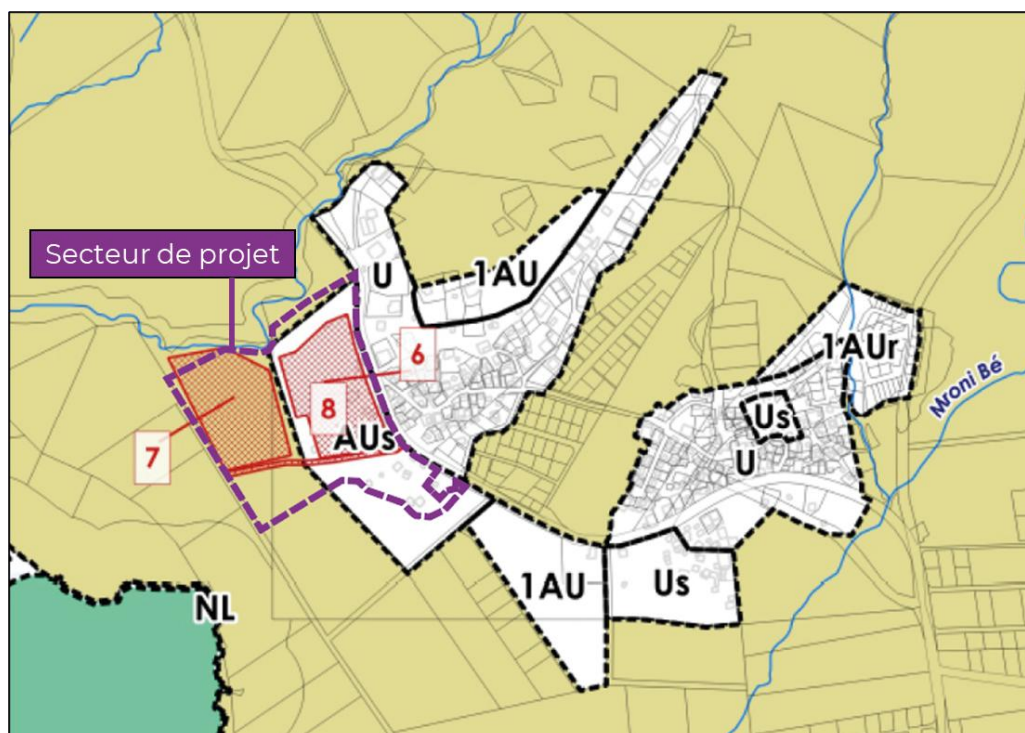 Secteur de projet
U
1AU
6
1AUr
Mroni Bé
8
Us
AUs
7
U
1AU
Us
NL